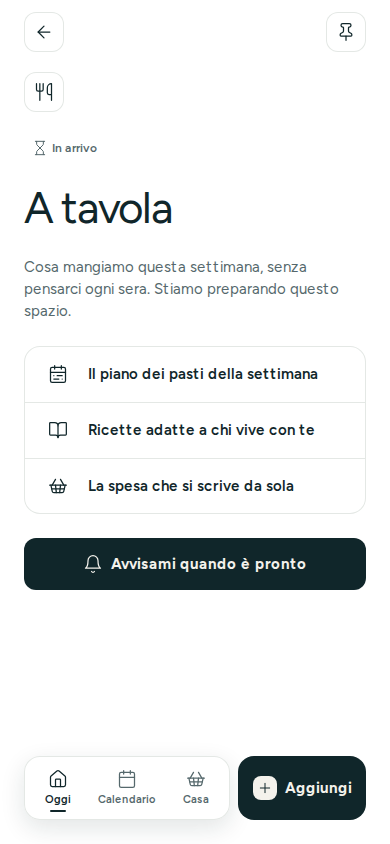 In arrivo
A tavola
Cosa mangiamo questa settimana, senza
pensarci ogni sera. Stiamo preparando questo
spazio.
Il piano dei pasti della settimana
Ricette adatte a chi vive con te
La spesa che si scrive da sola
Avvisami quando è pronto
Oggi
Calendario
Casa
Aggiungi